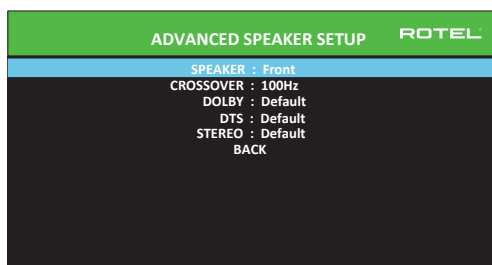 ADVANCED SPEAKER SETUP
ROTEL
SPEAKER : Front
CROSSOVER : 100Hz
DOLBY : Default
DTS : Default
STEREO : Default
BACK